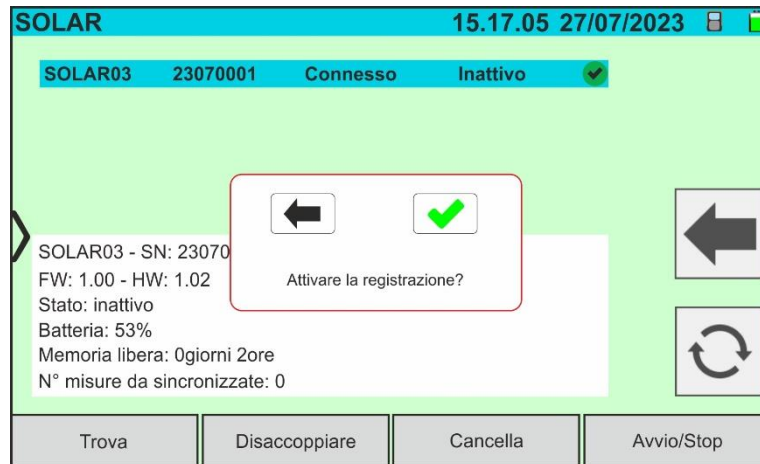 SOLAR 15.17.05 27/07/2023
SOLAR03 23070001 Connesso Inattivo
SOLAR03 - SN: 23070
FW: 1.00 - HW: 1.02
Attivare la registrazione?
Stato: inattivo
Batteria: 53%
Memoria libera: 0giorni 2ore
N° misure da sincronizzate: 0
Trova Disaccoppiare Cancella Avvio/Stop